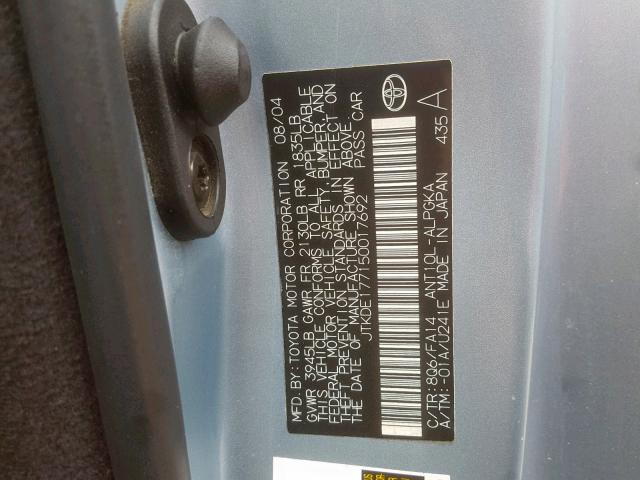 MFD. BY: TOYOTA MOTOR CORPORATION 08/04
GVWR 3945LB GAWR FR 2130LB RR 1835LB
THIS VEHICLE CONFORMS TO ALL APPLICABLE
FEDERAL MOTOR VEHICLE SAFETY, BUMPER, AND
THEFT PREVENTION STANDARDS IN EFFECT ON
THE DATE OF MANUFACTURE SHOWN ABOVE.
JTKDE177150017692 PASS CAR
C/TR: 8Q6/FA14 ANT10L-ALPGKA
A/TM: -01A/U241E MADE IN JAPAN 435 A